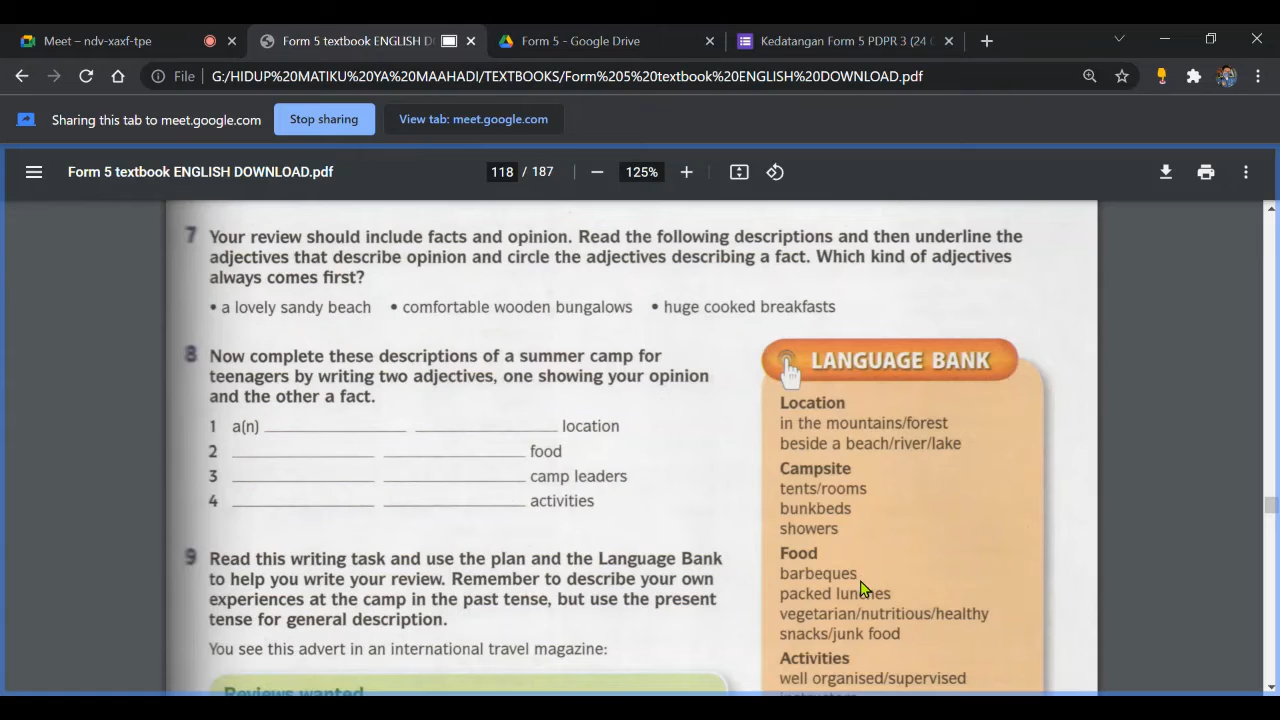 Meet – ndv-xaxf-tpe
Form 5 textbook ENGLISH D
Form 5 - Google Drive
Kedatangan Form 5 PDPR 3 (24 O
File
G:/HIDUP%20MATIKU%20YA%20MAAHADI/TEXTBOOKS/Form%205%20textbook%20ENGLISH%20DOWNLOAD.pdf
Sharing this tab to meet.google.com
Stop sharing
View tab: meet.google.com
Form 5 textbook ENGLISH DOWNLOAD.pdf
118 / 187
125%
7 Your review should include facts and opinion. Read the following descriptions and then underline the
adjectives that describe opinion and circle the adjectives describing a fact. Which kind of adjectives
always comes first?
• a lovely sandy beach • comfortable wooden bungalows • huge cooked breakfasts
8 Now complete these descriptions of a summer camp for
teenagers by writing two adjectives, one showing your opinion
and the other a fact.
1 a(n) ________ ________ location
2 ________ ________ food
3 ________ ________ camp leaders
4 ________ ________ activities
9 Read this writing task and use the plan and the Language Bank
to help you write your review. Remember to describe your own
experiences at the camp in the past tense, but use the present
tense for general description.
You see this advert in an international travel magazine:
Reviews wanted
LANGUAGE BANK
Location
in the mountains/forest
beside a beach/river/lake
Campsite
tents/rooms
bunkbeds
showers
Food
barbeques
packed lunches
vegetarian/nutritious/healthy
snacks/junk food
Activities
well organised/supervised